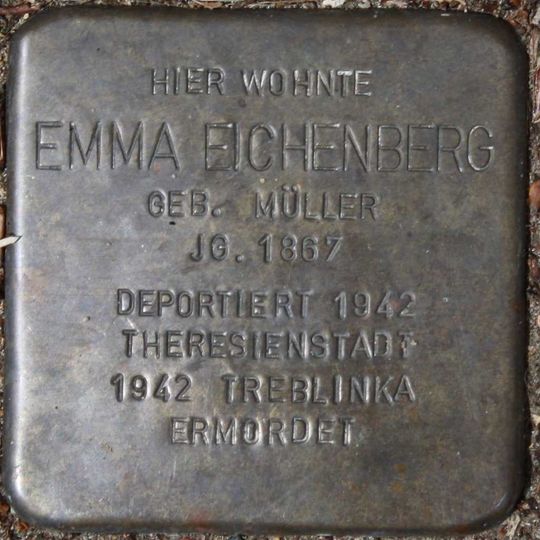 HIER WOHNTE
EMMA EICHENBERG
GEB. MÜLLER
JG. 1867
DEPORTIERT 1942
THERESIENSTADT
1942 TREBLINKA
ERMORDET